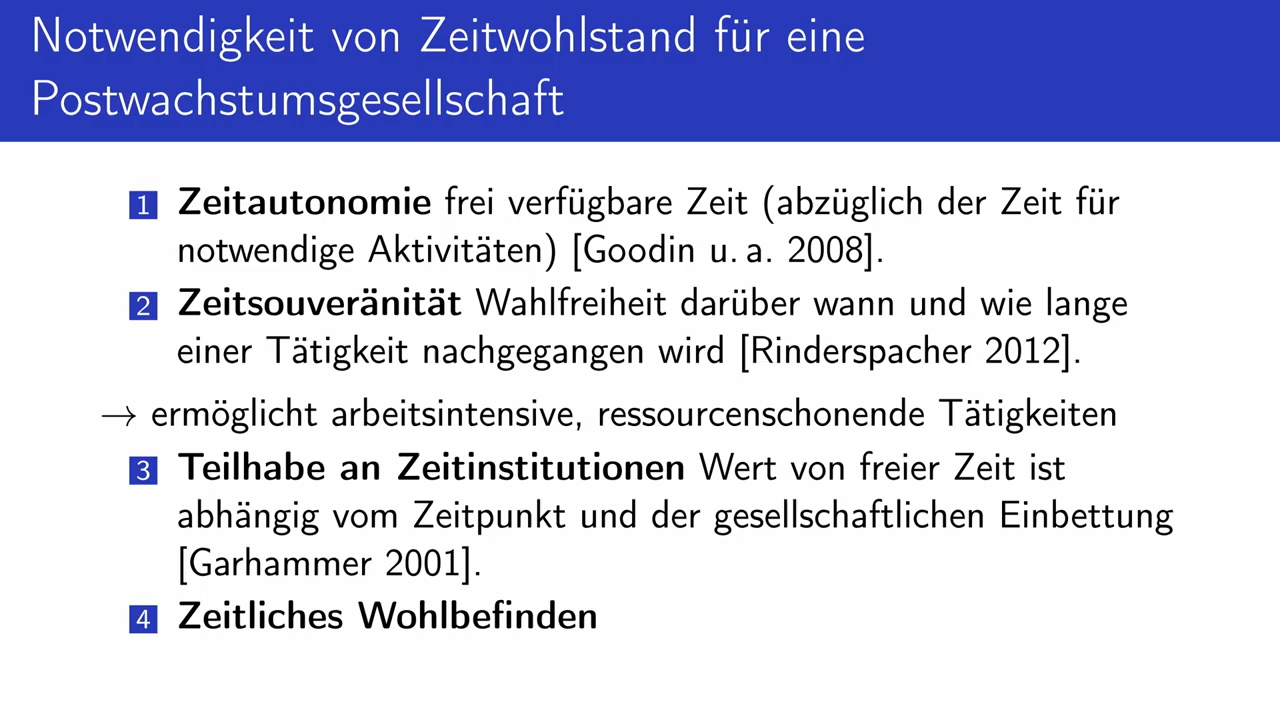 Notwendigkeit von Zeitwohlstand für eine
Postwachstumsgesellschaft
1 Zeitautonomie frei verfügbare Zeit (abzüglich der Zeit für
notwendige Aktivitäten) [Goodin u. a. 2008].
2 Zeitsouveränität Wahlfreiheit darüber wann und wie lange
einer Tätigkeit nachgegangen wird [Rinderspacher 2012].
→ ermöglicht arbeitsintensive, ressourcenschonende Tätigkeiten
3 Teilhabe an Zeitinstitutionen Wert von freier Zeit ist
abhängig vom Zeitpunkt und der gesellschaftlichen Einbettung
[Garhammer 2001].
4 Zeitliches Wohlbefinden